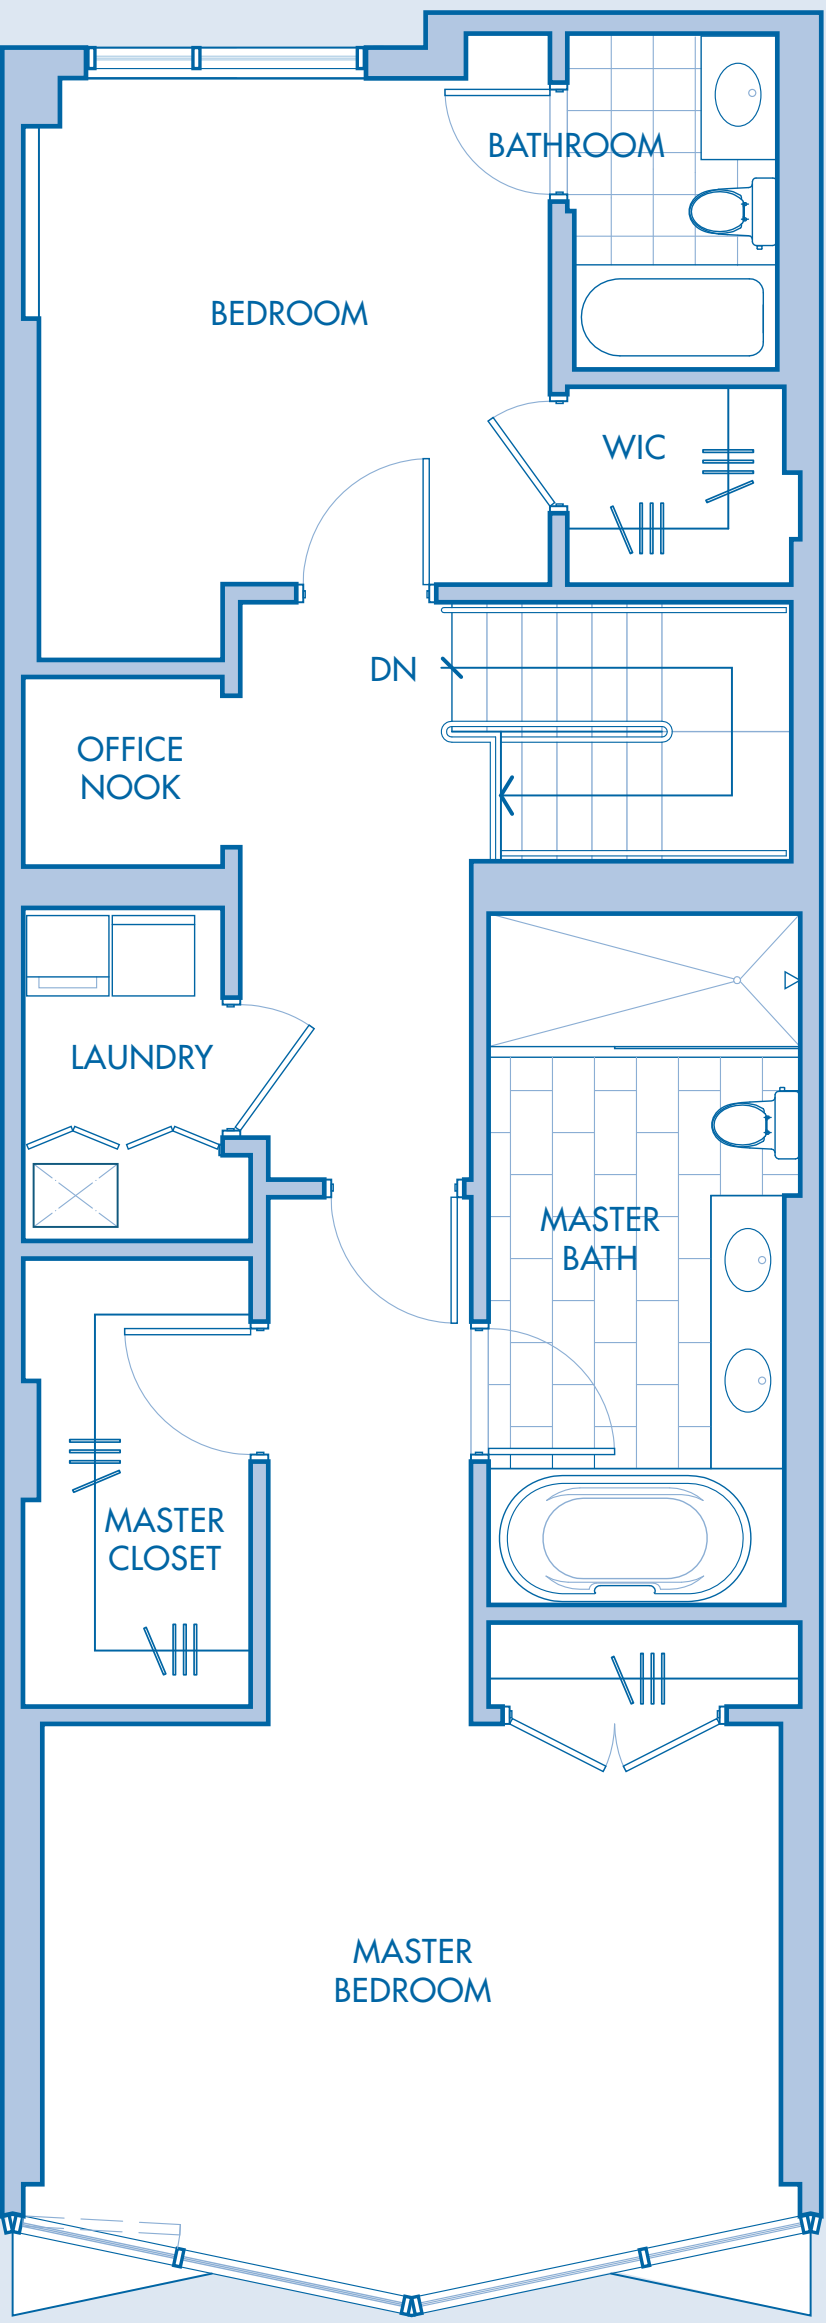 BATHROOM
BEDROOM
WIC
DN
OFFICE
NOOK
LAUNDRY
MASTER
BATH
MASTER
CLOSET
MASTER
BEDROOM